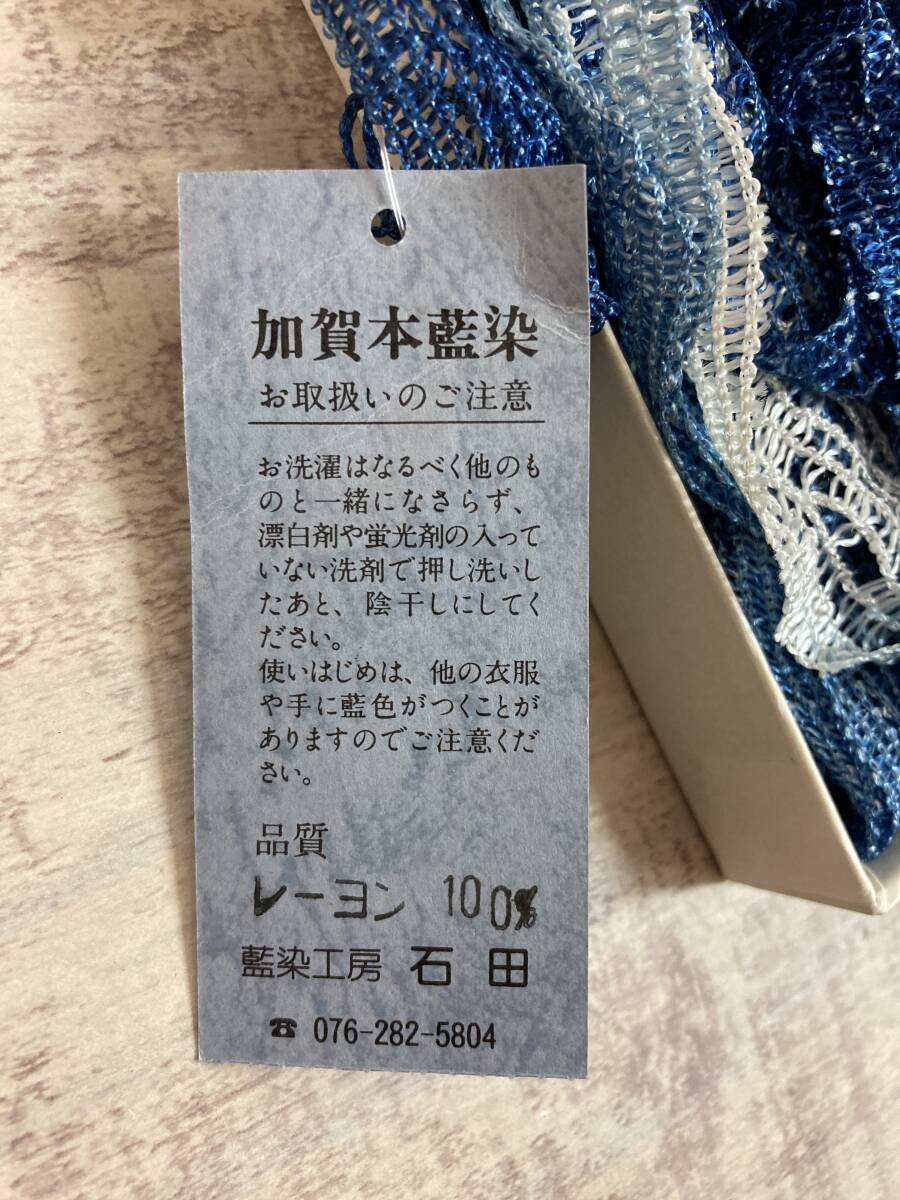 加賀本藍染
お取扱いのご注意
お洗濯はなるべく他のも
のと一緒になさらず、
漂白剤や蛍光剤の入って
いない洗剤で押し洗いし
たあと、陰干しにしてく
ださい。
使いはじめは、他の衣服
や手に藍色がつくことが
ありますのでご注意くだ
さい。
品質
レーヨン 100%
藍染工房 石田
☎ 076-282-5804